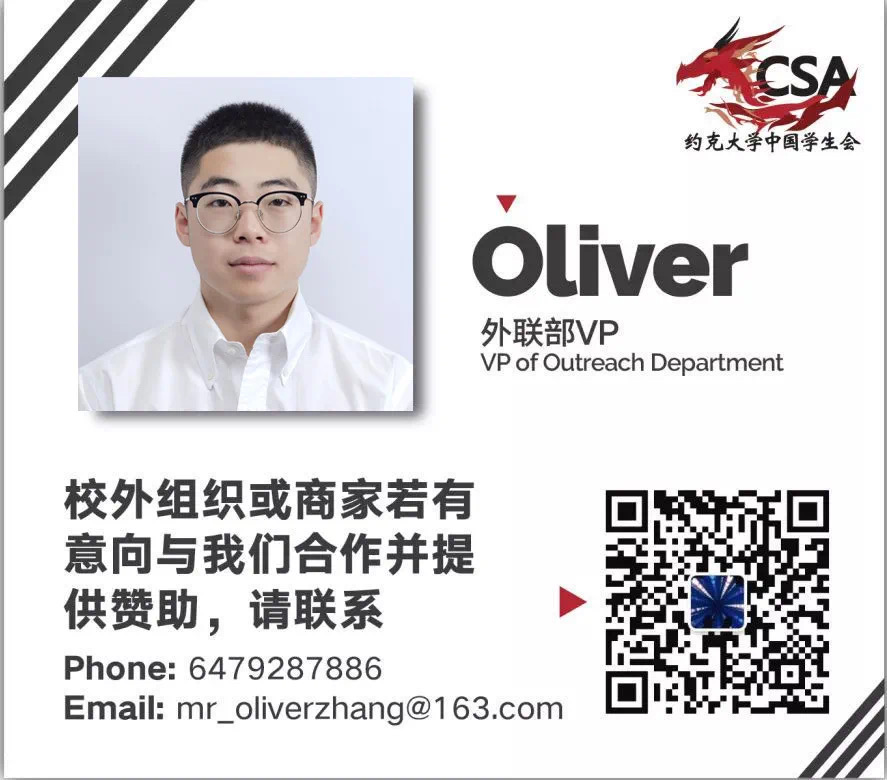 CSA
约克大学中国学生会
Oliver
外联部VP
VP of Outreach Department
校外组织或商家若有
意向与我们合作并提
供赞助，请联系
Phone: 6479287886
Email: mr_oliverzhang@163.com